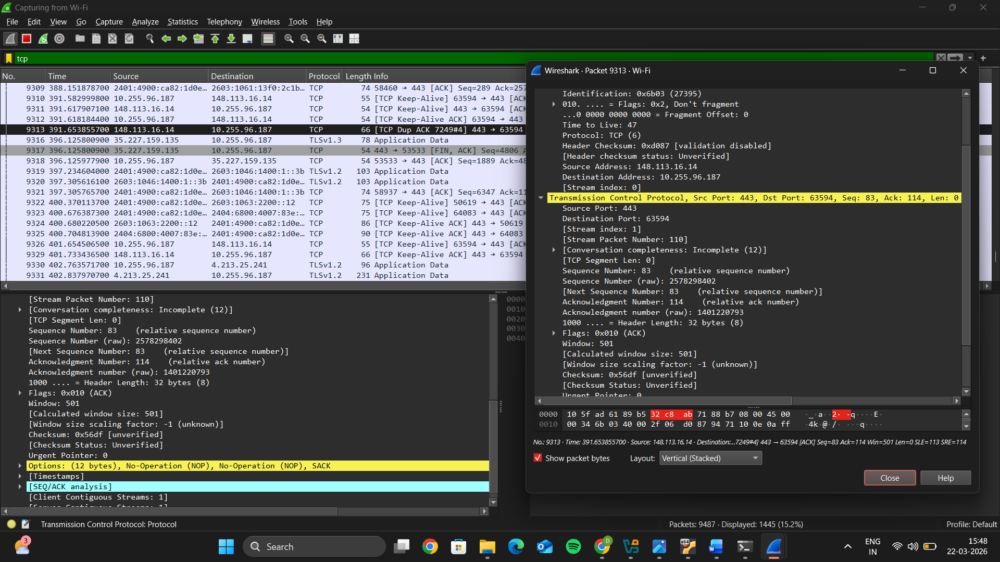 Capturing from Wi-Fi
File Edit View Go Capture Analyze Statistics Telephony Wireless Tools Help
tcp
No. Time Source Destination Protocol Length Info
9309 388.151878700 2401:4900:ca82:1d0e… 2603:1061:13f0:2c1b… TCP 74 58460 → 443 [ACK] Seq=289 Ack=257
9310 391.582999800 10.255.96.187 148.113.16.14 TCP 55 [TCP Keep-Alive] 63594 → 443 [ACK
9311 391.617907100 148.113.16.14 10.255.96.187 TCP 54 [TCP Keep-Alive] 443 → 63594 [ACK
9312 391.618184400 10.255.96.187 148.113.16.14 TCP 54 [TCP Keep-Alive ACK] 63594 → 443
9313 391.653855700 148.113.16.14 10.255.96.187 TCP 66 [TCP Dup ACK 7249#4] 443 → 63594
9316 396.125800900 35.227.159.135 10.255.96.187 TLSv1.3 78 Application Data
9317 396.125800900 35.227.159.135 10.255.96.187 TCP 54 443 → 53533 [FIN, ACK] Seq=4806 A
9318 396.125977900 10.255.96.187 35.227.159.135 TCP 54 53533 → 443 [ACK] Seq=1889 Ack=48
9319 397.234604000 2401:4900:ca82:1d0e… 2603:1046:1400:1::3b TLSv1.2 103 Application Data
9320 397.305616100 2603:1046:1400:1::3b 2401:4900:ca82:1d0e… TLSv1.2 103 Application Data
9321 397.305765700 2401:4900:ca82:1d0e… 2603:1046:1400:1::3b TCP 74 58937 → 443 [ACK] Seq=6347 Ack=11
9322 400.370113700 2401:4900:ca82:1d0e… 2603:1063:2200::12 TCP 75 [TCP Keep-Alive] 50619 → 443 [ACK
9323 400.676387300 2401:4900:ca82:1d0e… 2404:6800:4007:83e:… TCP 75 [TCP Keep-Alive] 64083 → 443 [ACK
9324 400.680220500 2603:1063:2200::12 2401:4900:ca82:1d0e… TCP 86 [TCP Keep-Alive ACK] 443 → 50619
9325 400.704813900 2404:6800:4007:83e:… 2401:4900:ca82:1d0e… TCP 90 [TCP Keep-Alive ACK] 443 → 64083
9326 401.654506500 10.255.96.187 148.113.16.14 TCP 55 [TCP Keep-Alive] 63594 → 443 [ACK
9329 401.733436500 148.113.16.14 10.255.96.187 TCP 66 [TCP Keep-Alive ACK] 443 → 63594
9330 402.763571700 10.255.96.187 4.213.25.241 TLSv1.2 96 Application Data
9331 402.837970700 4.213.25.241 10.255.96.187 TLSv1.2 231 Application Data
[Stream Packet Number: 110]
[Conversation completeness: Incomplete (12)]
[TCP Segment Len: 0]
Sequence Number: 83 (relative sequence number)
Sequence Number (raw): 2578298402
[Next Sequence Number: 83 (relative sequence number)]
Acknowledgment Number: 114 (relative ack number)
Acknowledgment number (raw): 1401220793
1000 .... = Header Length: 32 bytes (8)
Flags: 0x010 (ACK)
Window: 501
[Calculated window size: 501]
[Window size scaling factor: -1 (unknown)]
Checksum: 0x56df [unverified]
[Checksum Status: Unverified]
Urgent Pointer: 0
Options: (12 bytes), No-Operation (NOP), No-Operation (NOP), SACK
[Timestamps]
[SEQ/ACK analysis]
[Client Contiguous Streams: 1]
[Server Contiguous Streams: 1]
0000
0010
0020
0030
0040
Wireshark · Packet 9313 · Wi-Fi
Identification: 0x6b03 (27395)
010. .... = Flags: 0x2, Don't fragment
...0 0000 0000 0000 = Fragment Offset: 0
Time to Live: 47
Protocol: TCP (6)
Header Checksum: 0xd087 [validation disabled]
[Header checksum status: Unverified]
Source Address: 148.113.16.14
Destination Address: 10.255.96.187
[Stream index: 0]
Transmission Control Protocol, Src Port: 443, Dst Port: 63594, Seq: 83, Ack: 114, Len: 0
Source Port: 443
Destination Port: 63594
[Stream index: 1]
[Stream Packet Number: 110]
[Conversation completeness: Incomplete (12)]
[TCP Segment Len: 0]
Sequence Number: 83 (relative sequence number)
Sequence Number (raw): 2578298402
[Next Sequence Number: 83 (relative sequence number)]
Acknowledgment Number: 114 (relative ack number)
Acknowledgment number (raw): 1401220793
1000 .... = Header Length: 32 bytes (8)
Flags: 0x010 (ACK)
Window: 501
[Calculated window size: 501]
[Window size scaling factor: -1 (unknown)]
Checksum: 0x56df [unverified]
[Checksum Status: Unverified]
Urgent Pointer: 0
0000 10 5f ad 61 89 b5 32 c8 ab 71 88 b7 08 00 45 00 ·_·a··2· ·q····E·
0010 00 34 6b 03 40 00 2f 06 d0 87 94 71 10 0e 0a ff ·4k·@·/· ···q····
No.: 9313 · Time: 391.653855700 · Source: 148.113.16.14 · Destination:...7249#4] 443 → 63594 [ACK] Seq=83 Ack=114 Win=501 Len=0 SLE=113 SRE=114
Show packet bytes Layout: Vertical (Stacked)
Close Help
Transmission Control Protocol: Protocol Packets: 9487 · Displayed: 1445 (15.2%) Profile: Default
3
Search
D
x64
W
ENG
IN
15:48
22-03-2026